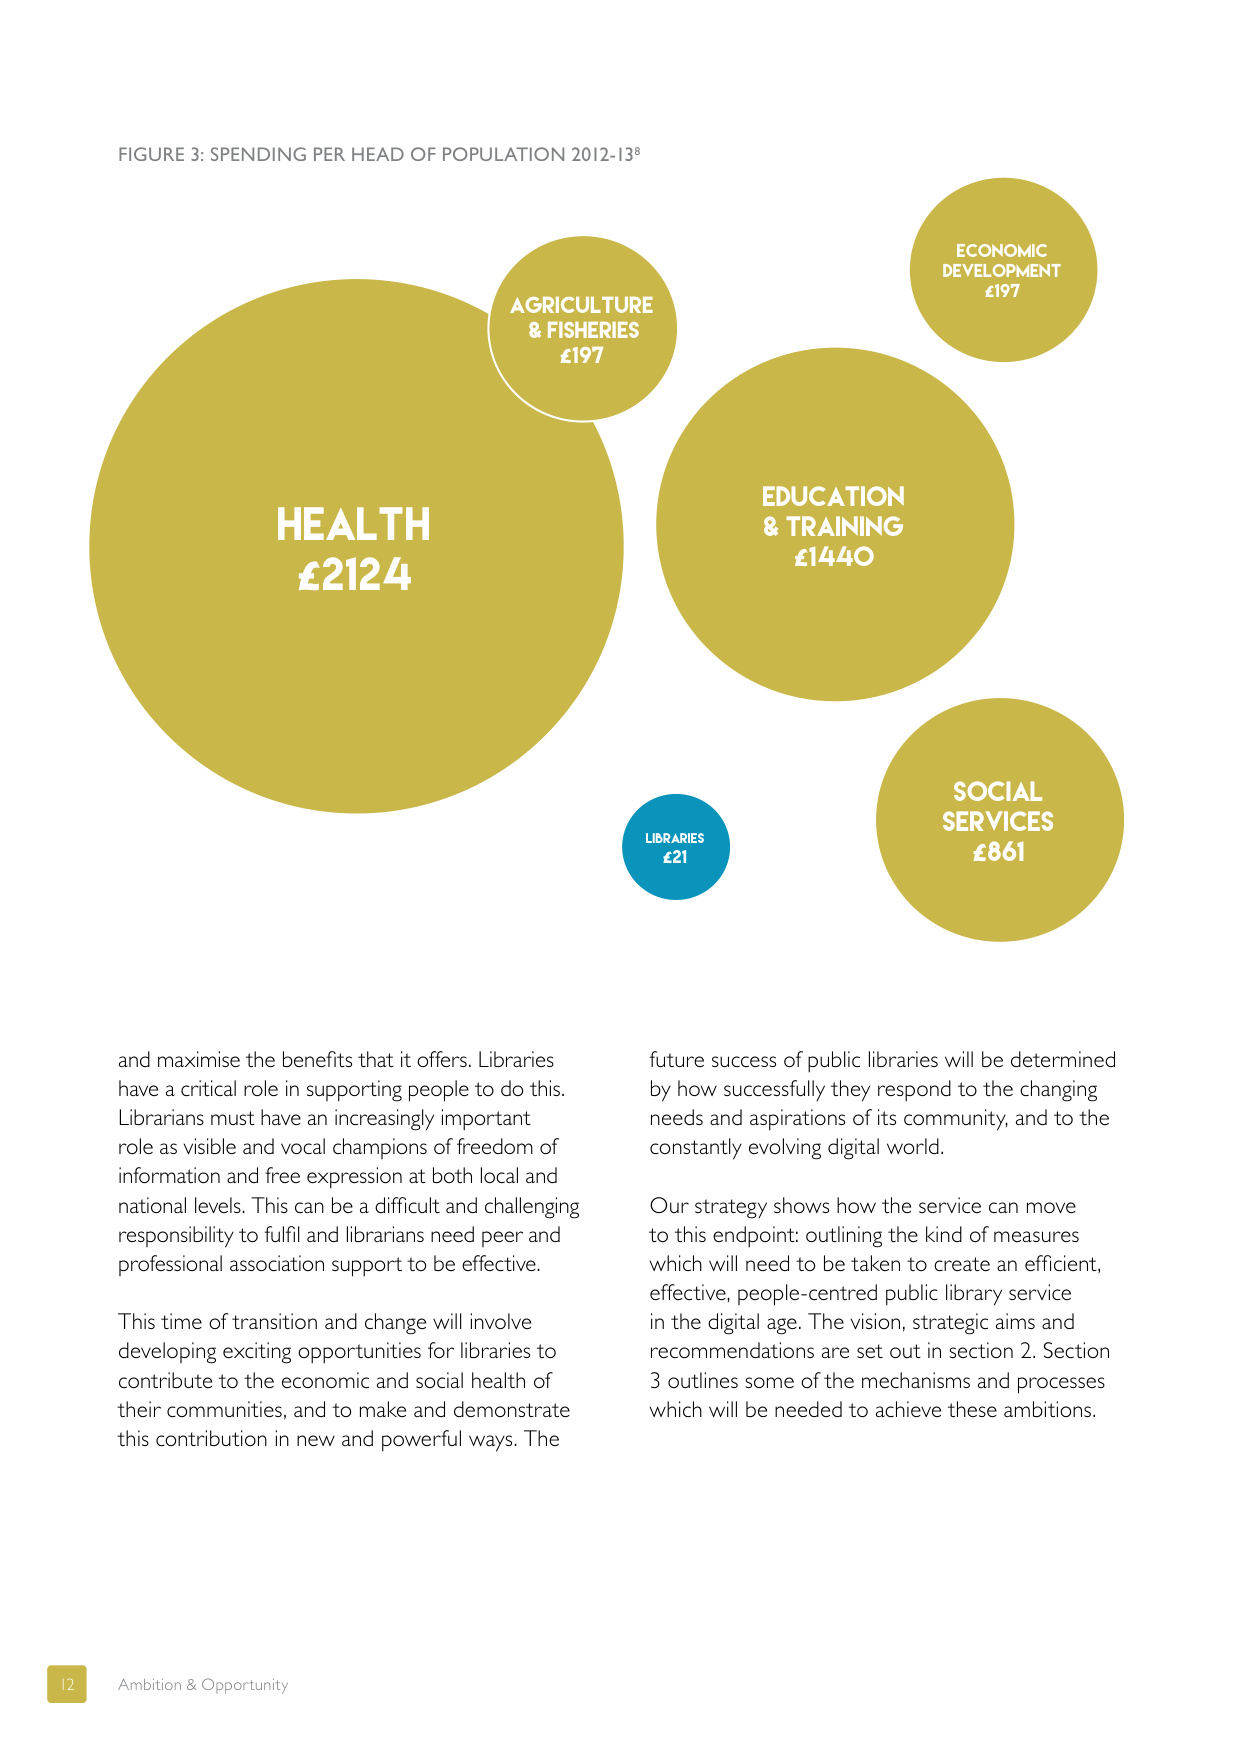 FIGURE 3: SPENDING PER HEAD OF POPULATION 2012-13⁸
ECONOMIC
DEVELOPMENT
£197
AGRICULTURE
& FISHERIES
£197
HEALTH
£2124
EDUCATION
& TRAINING
£1440
SOCIAL
SERVICES
£861
LIBRARIES
£21
and maximise the benefits that it offers. Libraries
have a critical role in supporting people to do this.
Librarians must have an increasingly important
role as visible and vocal champions of freedom of
information and free expression at both local and
national levels. This can be a difficult and challenging
responsibility to fulfil and librarians need peer and
professional association support to be effective.
This time of transition and change will involve
developing exciting opportunities for libraries to
contribute to the economic and social health of
their communities, and to make and demonstrate
this contribution in new and powerful ways. The
future success of public libraries will be determined
by how successfully they respond to the changing
needs and aspirations of its community, and to the
constantly evolving digital world.
Our strategy shows how the service can move
to this endpoint: outlining the kind of measures
which will need to be taken to create an efficient,
effective, people-centred public library service
in the digital age. The vision, strategic aims and
recommendations are set out in section 2. Section
3 outlines some of the mechanisms and processes
which will be needed to achieve these ambitions.
12
Ambition & Opportunity